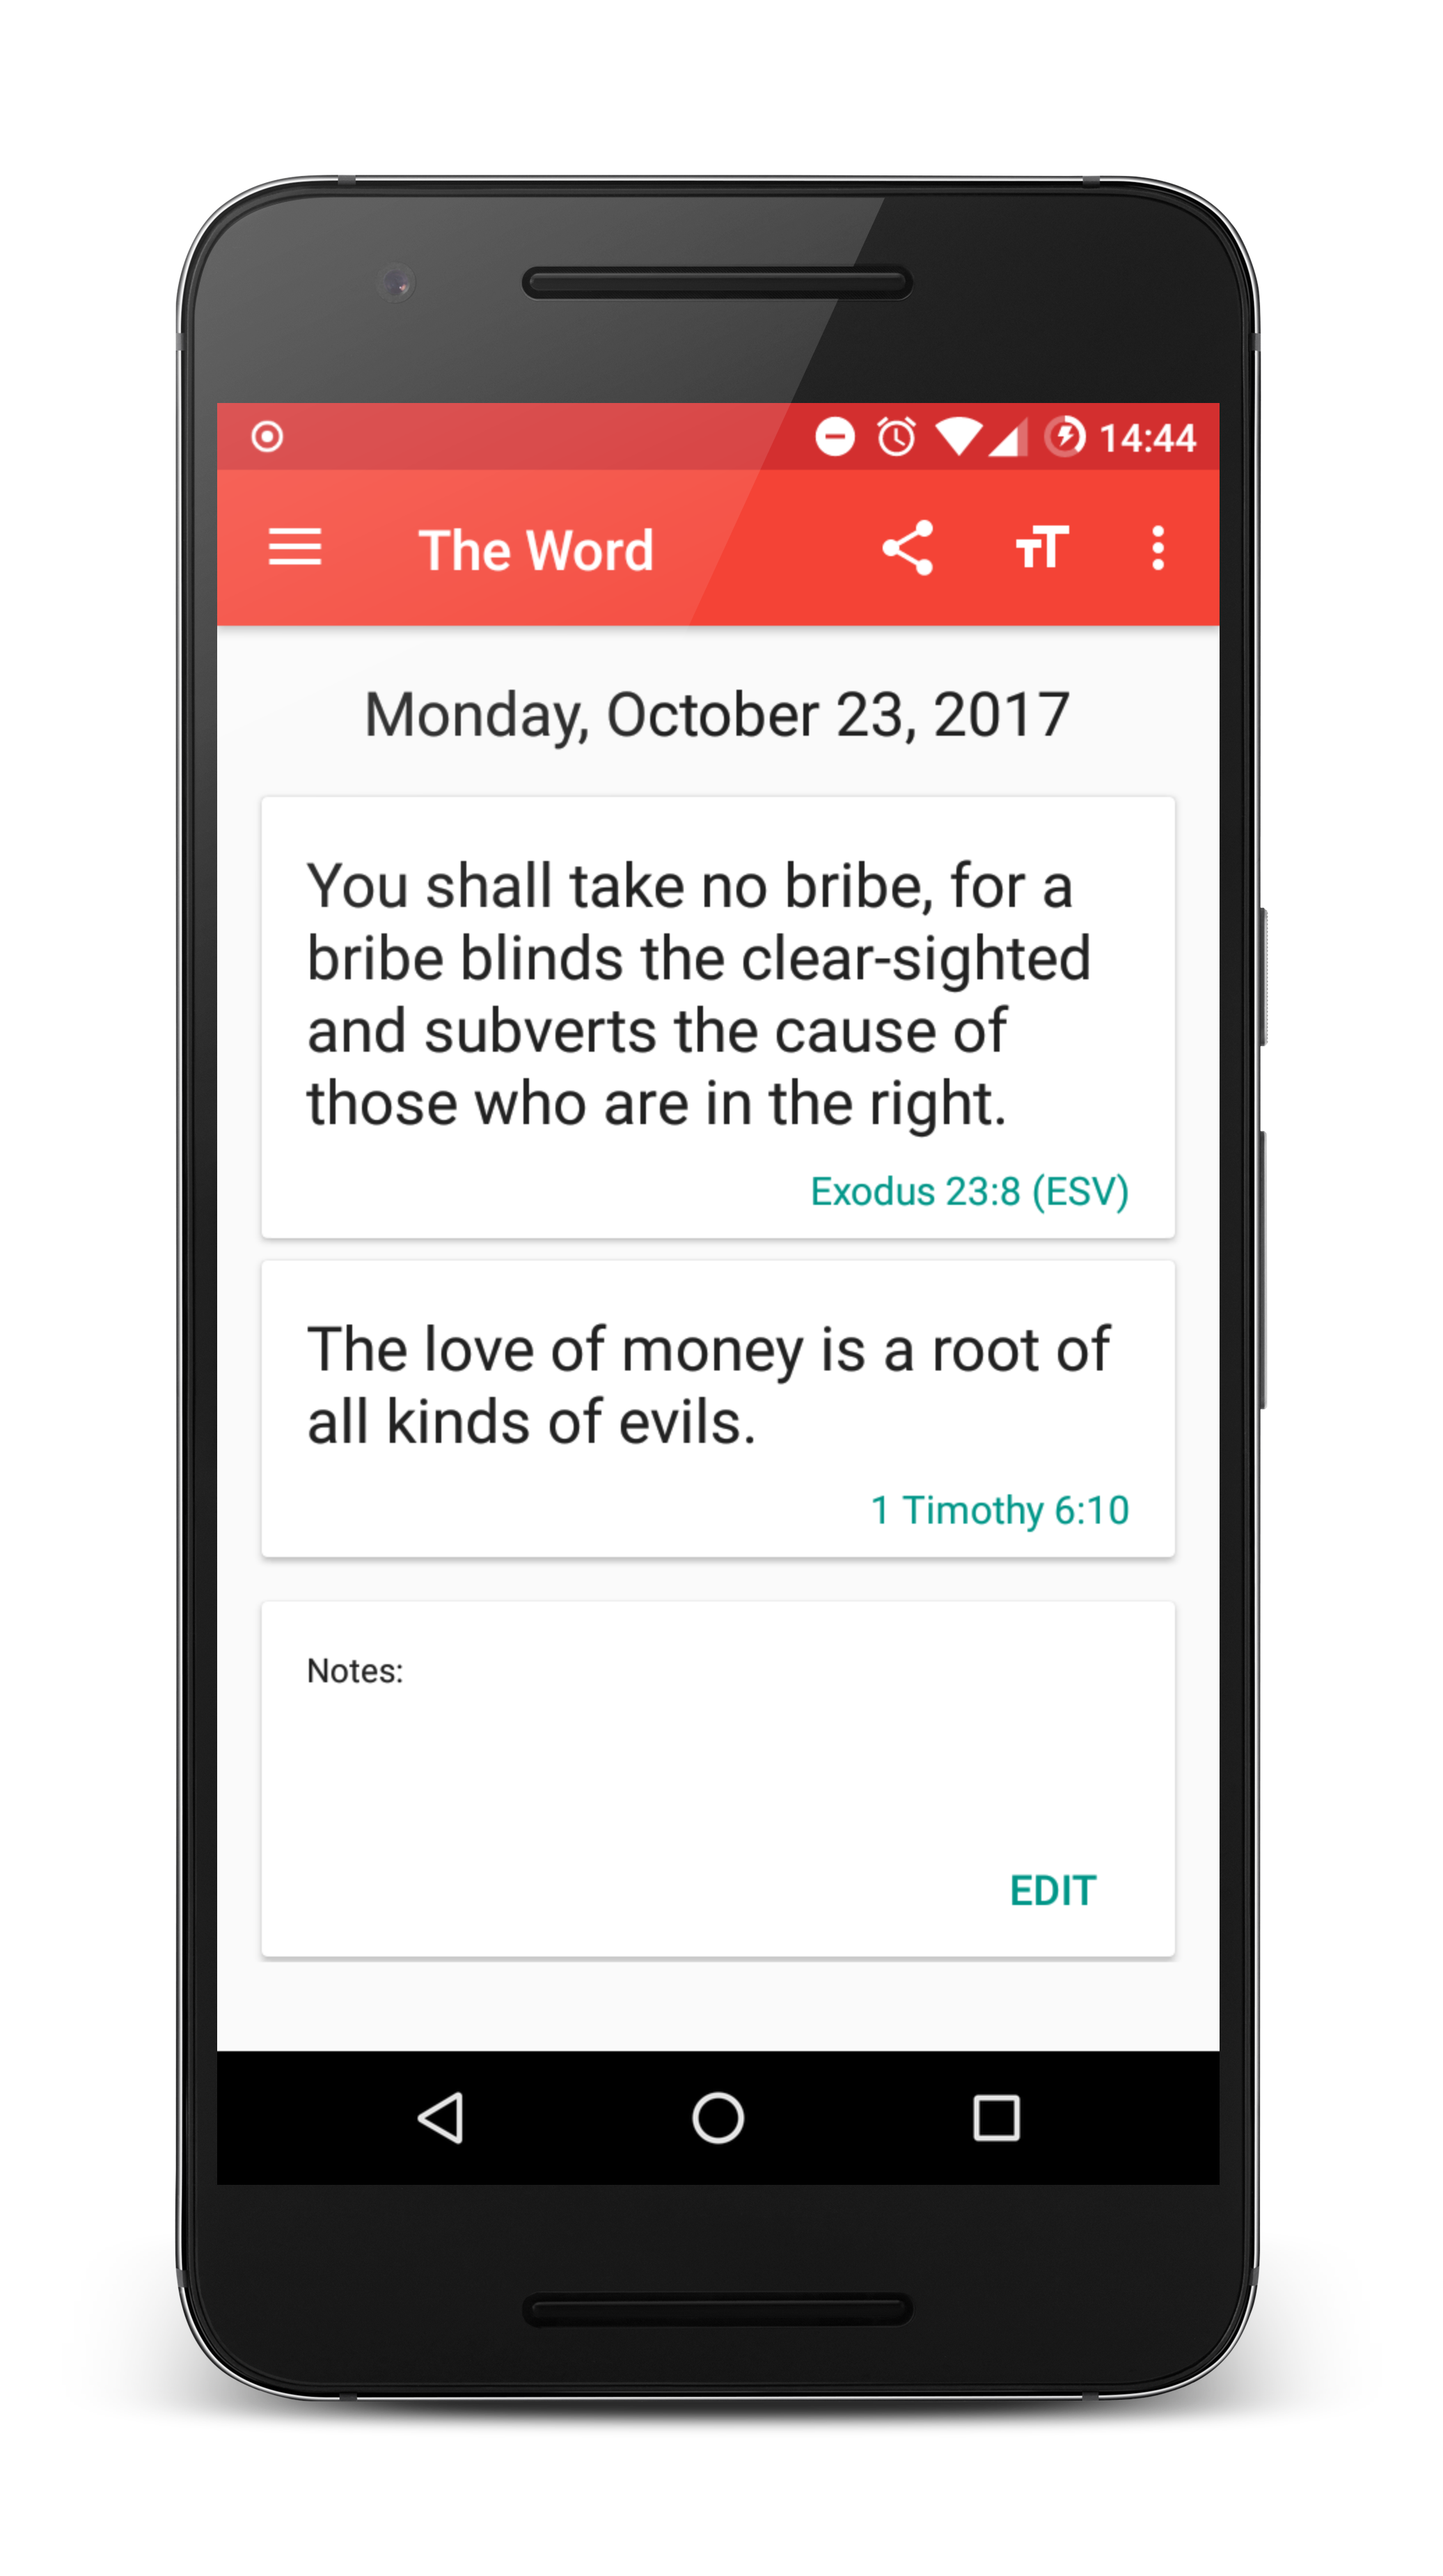 14:44
The Word
Monday, October 23, 2017
You shall take no bribe, for a
bribe blinds the clear-sighted
and subverts the cause of
those who are in the right.
Exodus 23:8 (ESV)
The love of money is a root of
all kinds of evils.
1 Timothy 6:10
Notes:
EDIT